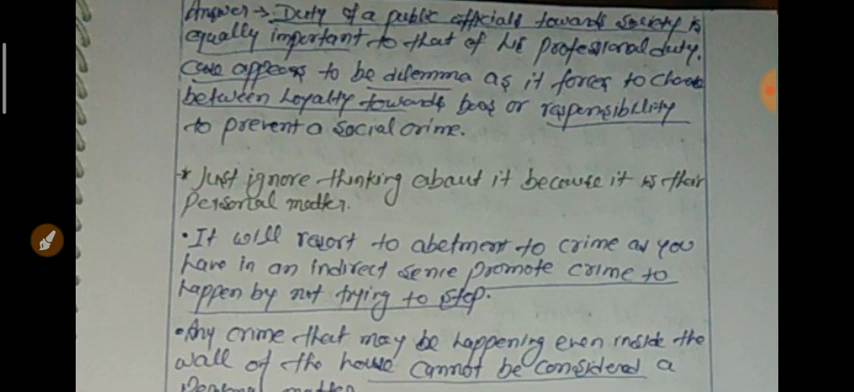 Answer → Duty of a public officials towards society is
equally important to that of his professional duty.
Case appears to be dilemma as it forces to choose
between loyalty towards boss or responsibility
to prevent a social crime.
* Just ignore thinking about it because it is their
Personal matter.
• It will resort to abetment to crime as you
have in an indirect sense promote crime to
happen by not trying to stop.
• Any crime that may be happening even inside the
wall of the house cannot be considered a
Personal matter